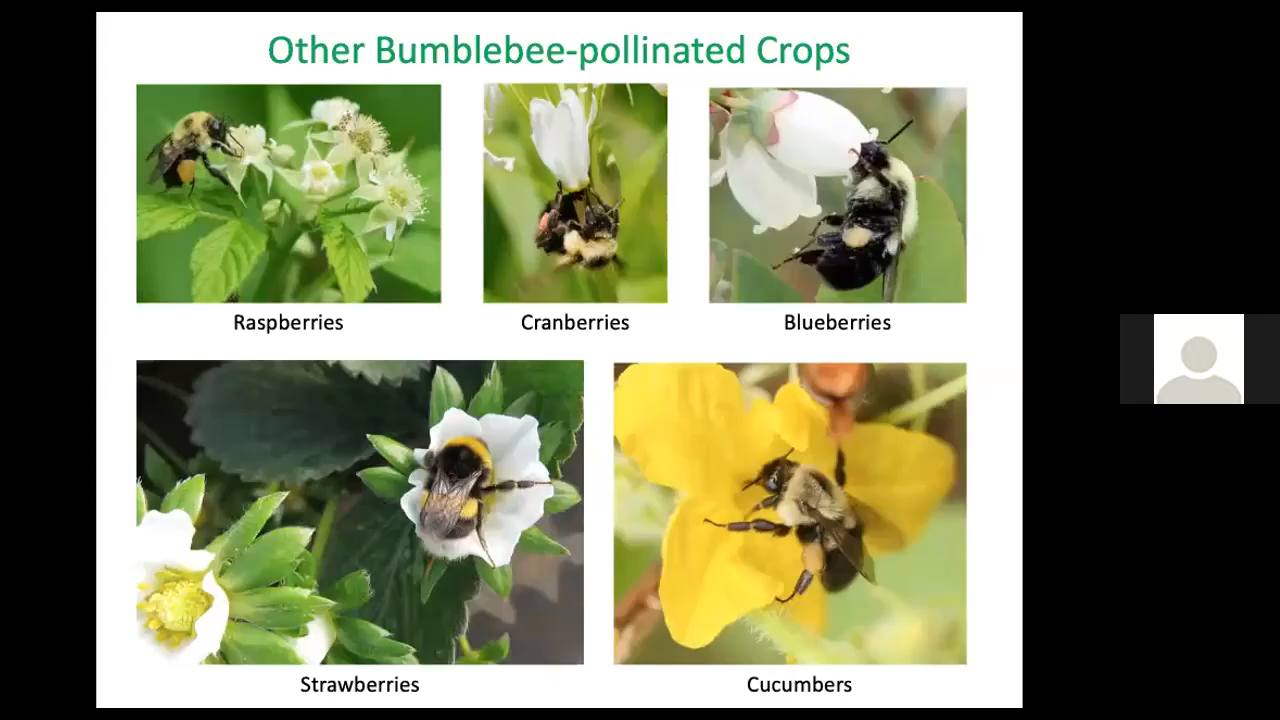 Other Bumblebee-pollinated Crops
Raspberries
Cranberries
Blueberries
Strawberries
Cucumbers